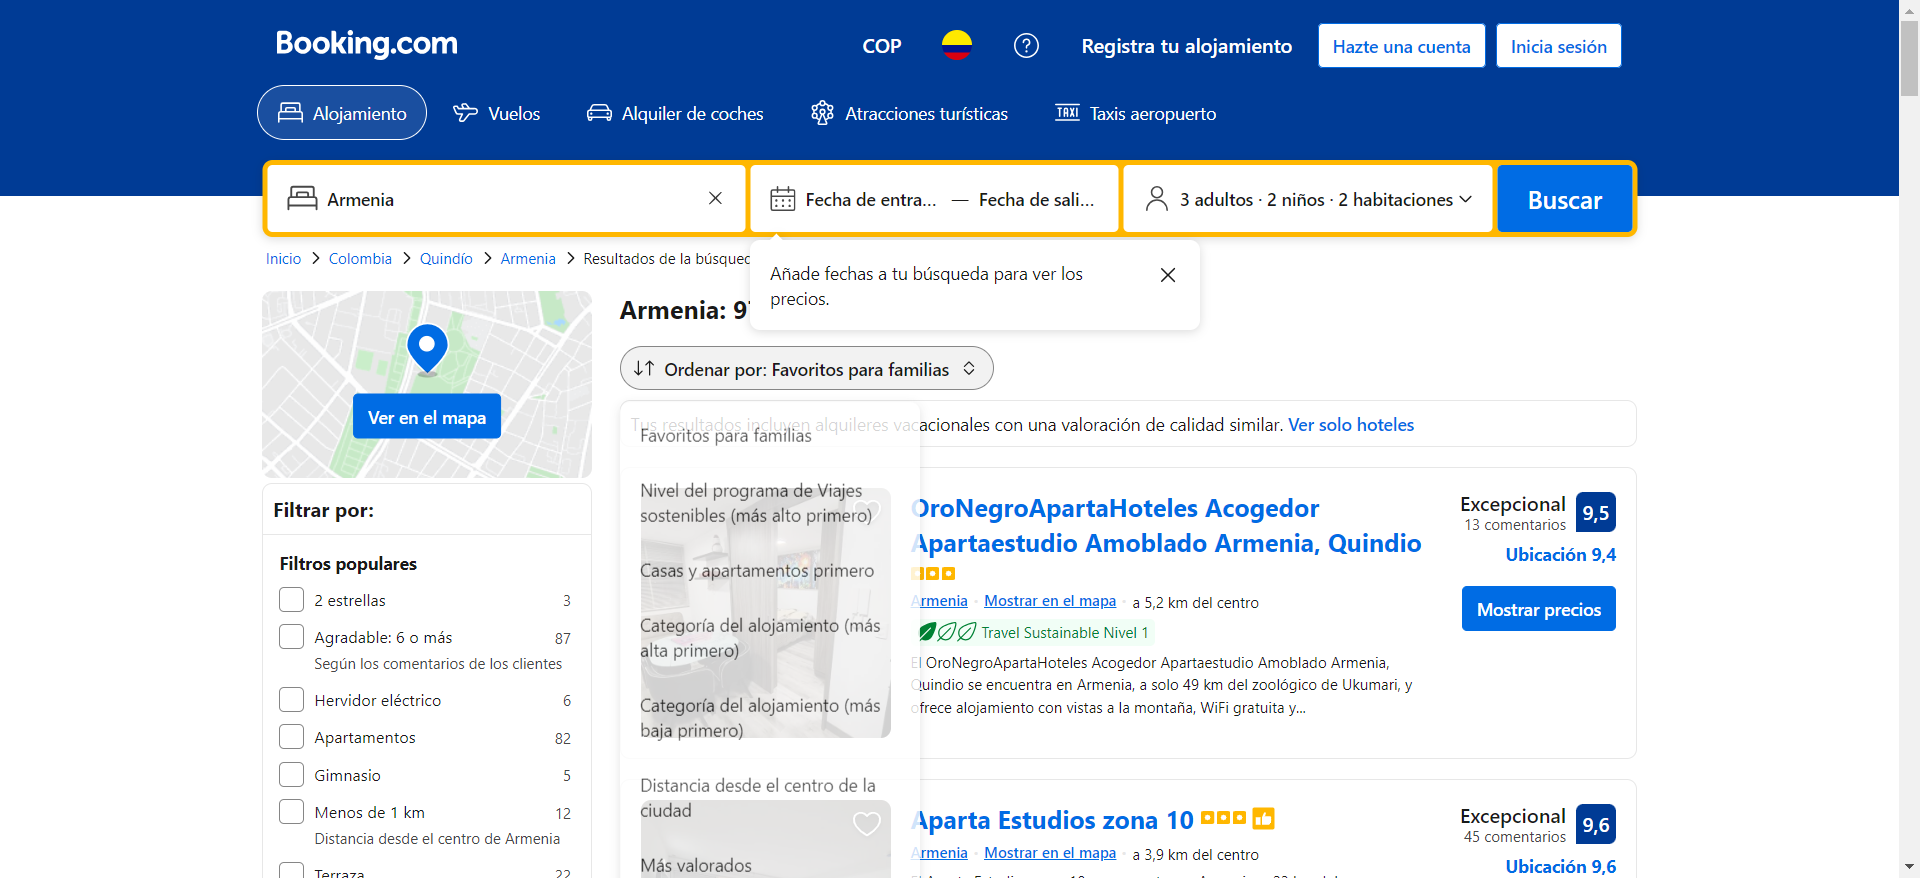 Booking.com
COP
Registra tu alojamiento
Hazte una cuenta
Inicia sesión
Alojamiento
Vuelos
Alquiler de coches
Atracciones turísticas
TAXI
Taxis aeropuerto
Armenia
Fecha de entra... — Fecha de sali...
3 adultos · 2 niños · 2 habitaciones
Buscar
Inicio
Colombia
Quindío
Armenia
Resultados de la búsqued
Añade fechas a tu búsqueda para ver los
precios.
Ver en el mapa
Armenia: 9
Ordenar por: Favoritos para familias
Tus resultados incluyen alquileres vacacionales con una valoración de calidad similar. Ver solo hoteles
Favoritos para familias
Nivel del programa de Viajes
sostenibles (más alto primero)
Casas y apartamentos primero
Categoría del alojamiento (más
alta primero)
Categoría del alojamiento (más
baja primero)
Distancia desde el centro de la
ciudad
Más valorados
Filtrar por:
Filtros populares
2 estrellas 3
Agradable: 6 o más 87
Según los comentarios de los clientes
Hervidor eléctrico 6
Apartamentos 82
Gimnasio 5
Menos de 1 km 12
Distancia desde el centro de Armenia
Terraza 22
OroNegroApartaHoteles Acogedor
Apartaestudio Amoblado Armenia, Quindio
Armenia · Mostrar en el mapa · a 5,2 km del centro
Travel Sustainable Nivel 1
El OroNegroApartaHoteles Acogedor Apartaestudio Amoblado Armenia,
Quindio se encuentra en Armenia, a solo 49 km del zoológico de Ukumari, y
ofrece alojamiento con vistas a la montaña, WiFi gratuita y...
Excepcional
13 comentarios
9,5
Ubicación 9,4
Mostrar precios
Aparta Estudios zona 10
Armenia · Mostrar en el mapa · a 3,9 km del centro
Excepcional
45 comentarios
9,6
Ubicación 9,6